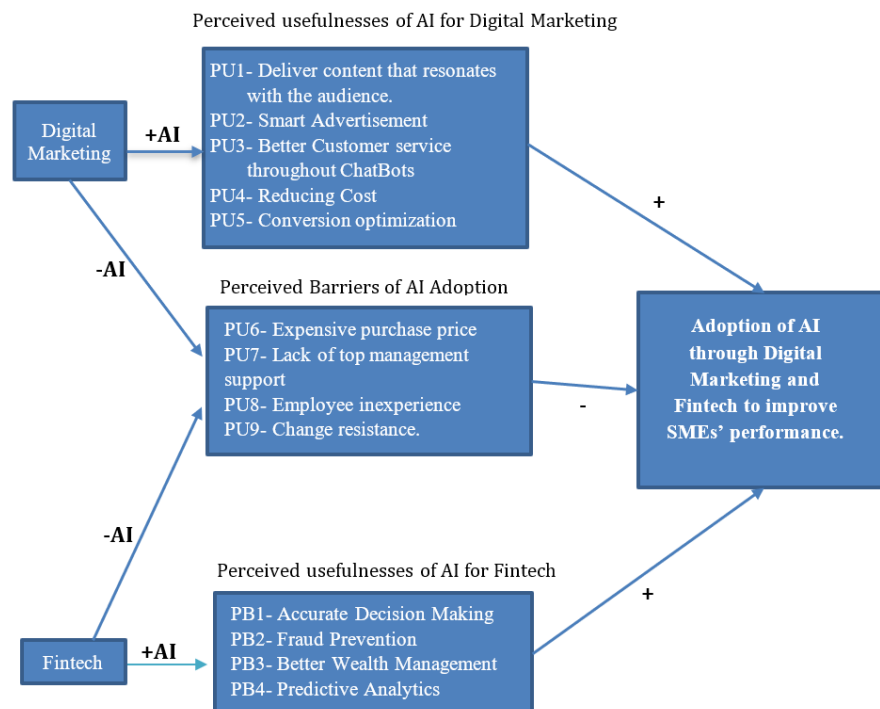 Perceived usefulnesses of AI for Digital Marketing
PU1- Deliver content that resonates
with the audience.
PU2- Smart Advertisement
PU3- Better Customer service
throughout ChatBots
PU4- Reducing Cost
PU5- Conversion optimization
Digital
Marketing
+AI
+
-AI
Perceived Barriers of AI Adoption
PU6- Expensive purchase price
PU7- Lack of top management
support
PU8- Employee inexperience
PU9- Change resistance.
-
Adoption of AI
through Digital
Marketing and
Fintech to improve
SMEs’ performance.
-AI
Perceived usefulnesses of AI for Fintech
+
PB1- Accurate Decision Making
PB2- Fraud Prevention
PB3- Better Wealth Management
PB4- Predictive Analytics
Fintech
+AI